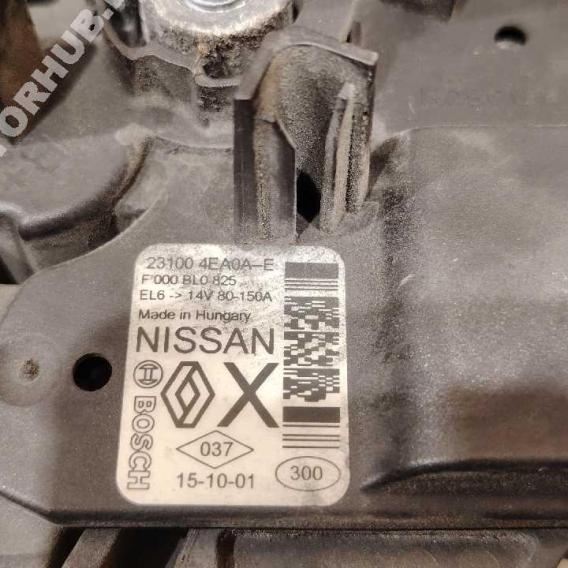 23100 4EA0A-E
F'000 BL0 825
EL6 -> 14V 80-150A
Made in Hungary
NISSAN
BOSCH
X
037
15-10-01
300